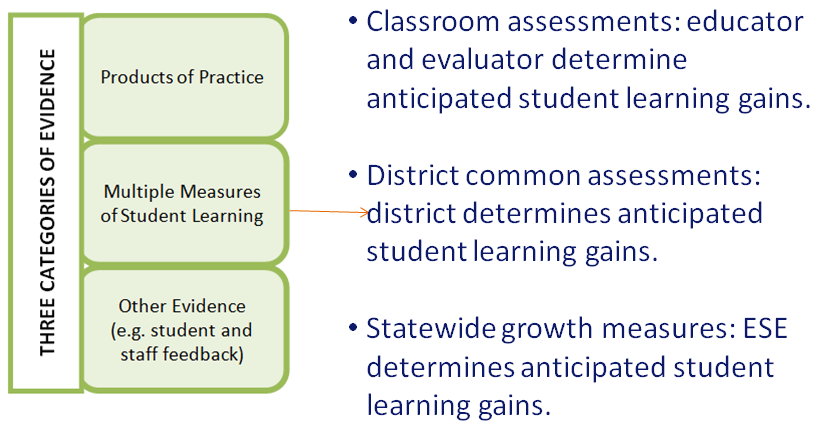 THREE CATEGORIES OF EVIDENCE
Products of Practice
Multiple Measures
of Student Learning
Other Evidence
(e.g. student and
staff feedback)
• Classroom assessments: educator
and evaluator determine
anticipated student learning gains.
• District common assessments:
district determines anticipated
student learning gains.
• Statewide growth measures: ESE
determines anticipated student
learning gains.